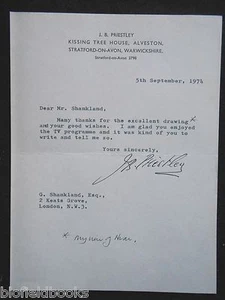 J. B. PRIESTLEY
KISSING TREE HOUSE, ALVESTON,
STRATFORD-ON-AVON, WARWICKSHIRE.
Stratford-on-Avon 3798
5th September, 1974
Dear Mr. Shankland,
Many thanks for the excellent drawing x
and your good wishes. I am glad you enjoyed
the TV programme and it was kind of you to
write and tell me so.
Yours sincerely,
J B Priestley
G. Shankland, Esq.,
2 Keats Grove,
London, N.W.3.
x
of
biofieldbooks